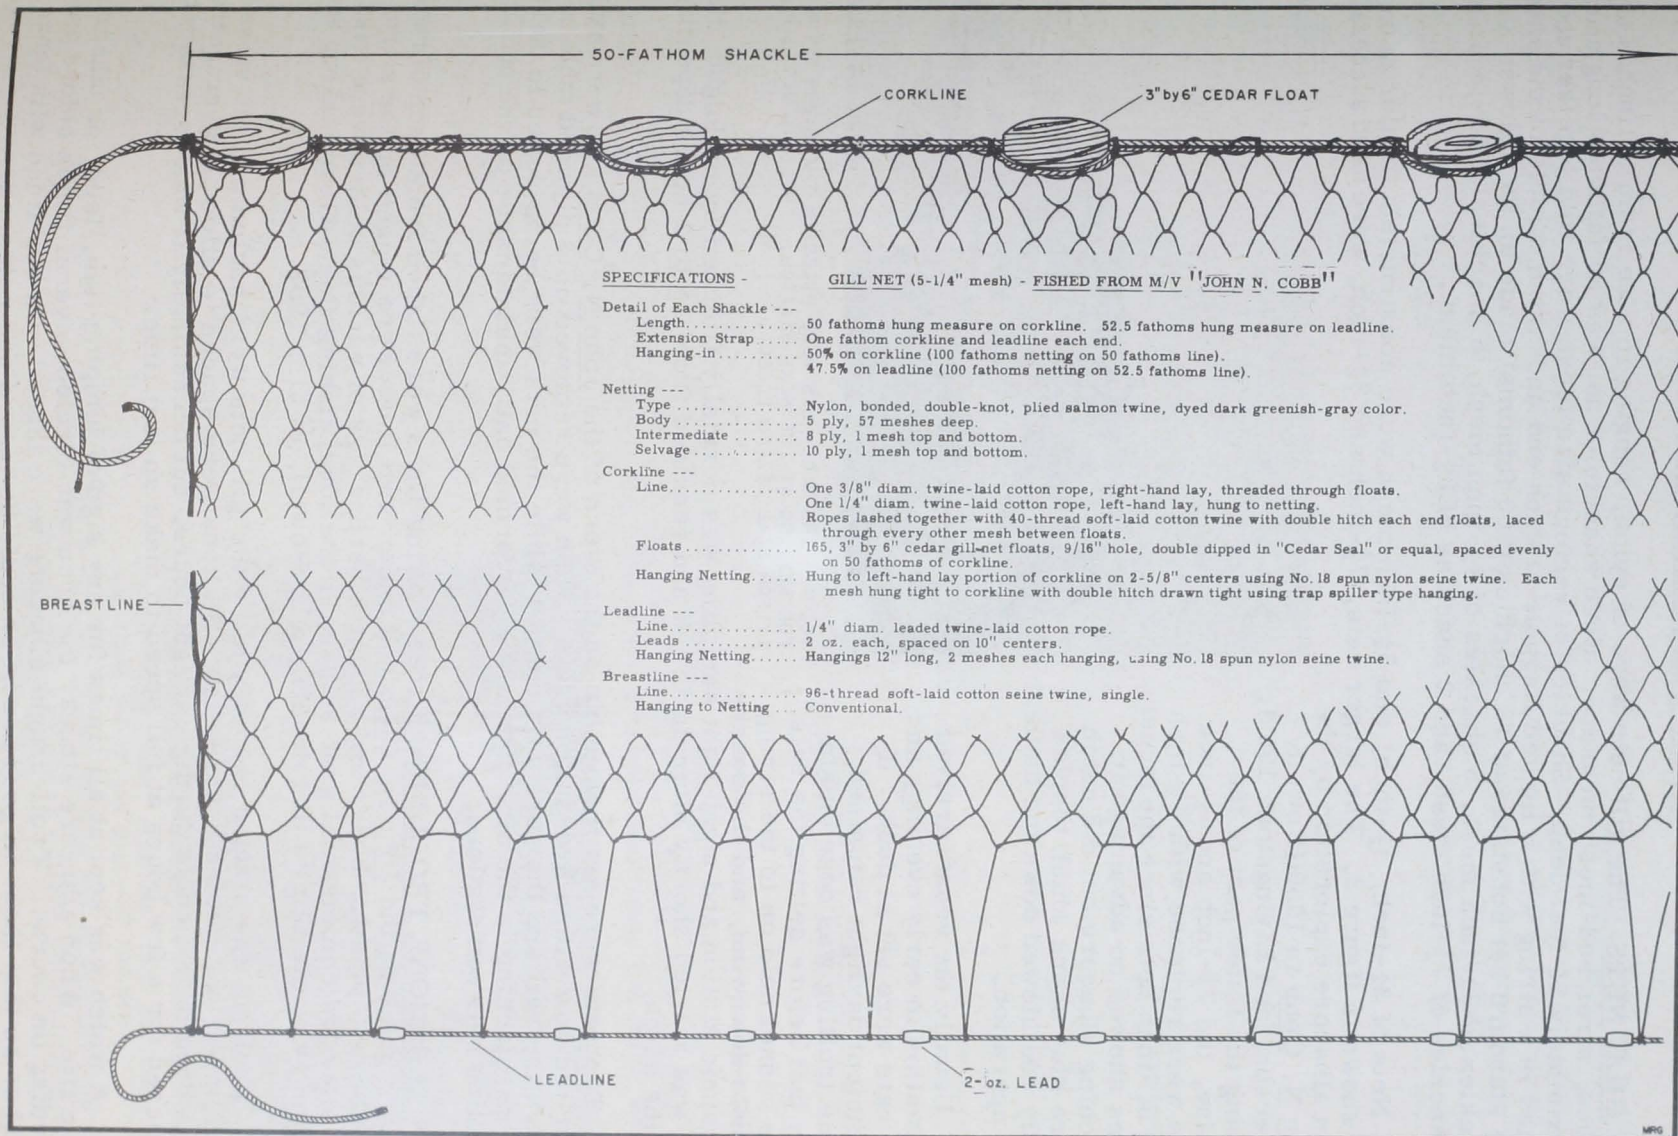 50-FATHOM SHACKLE
CORKLINE
3" by 6" CEDAR FLOAT
SPECIFICATIONS - GILL NET (5-1/4" mesh) - FISHED FROM M/V "JOHN N. COBB"
Detail of Each Shackle ---
Length.............. 50 fathoms hung measure on corkline. 52.5 fathoms hung measure on leadline.
Extension Strap ..... One fathom corkline and leadline each end.
Hanging-in .......... 50% on corkline (100 fathoms netting on 50 fathoms line).
47.5% on leadline (100 fathoms netting on 52.5 fathoms line).
Netting ---
Type ............... Nylon, bonded, double-knot, plied salmon twine, dyed dark greenish-gray color.
Body ............... 5 ply, 57 meshes deep.
Intermediate ........ 8 ply, 1 mesh top and bottom.
Selvage ............. 10 ply, 1 mesh top and bottom.
Corkline ---
Line................ One 3/8" diam. twine-laid cotton rope, right-hand lay, threaded through floats.
One 1/4" diam. twine-laid cotton rope, left-hand lay, hung to netting.
Ropes lashed together with 40-thread soft-laid cotton twine with double hitch each end floats, laced
through every other mesh between floats.
Floats .............. 165, 3" by 6" cedar gill-net floats, 9/16" hole, double dipped in "Cedar Seal" or equal, spaced evenly
on 50 fathoms of corkline.
Hanging Netting...... Hung to left-hand lay portion of corkline on 2-5/8" centers using No. 18 spun nylon seine twine. Each
mesh hung tight to corkline with double hitch drawn tight using trap spiller type hanging.
BREASTLINE
Leadline ---
Line................ 1/4" diam. leaded twine-laid cotton rope.
Leads .............. 2 oz. each, spaced on 10" centers.
Hanging Netting...... Hangings 12" long, 2 meshes each hanging, using No. 18 spun nylon seine twine.
Breastline ---
Line................ 96-thread soft-laid cotton seine twine, single.
Hanging to Netting ... Conventional.
LEADLINE
2-oz. LEAD
MRG